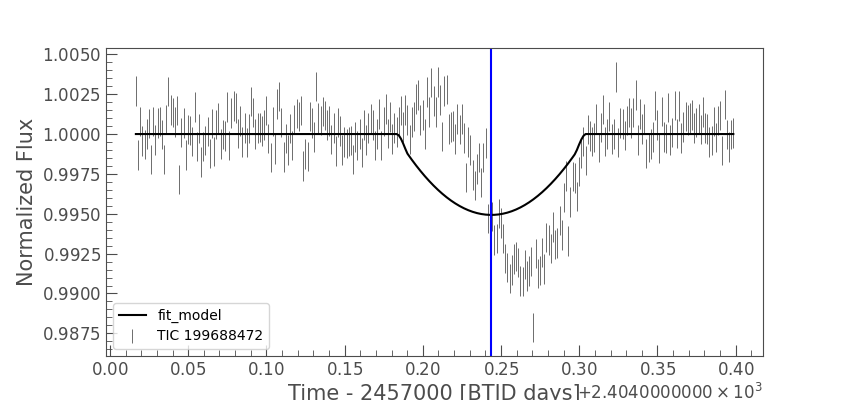 1.0050
1.0025
1.0000
0.9975
0.9950
0.9925
0.9900
0.9875
Normalized Flux
fit_model
TIC 199688472
0.00 0.05 0.10 0.15 0.20 0.25 0.30 0.35 0.40
Time - 2457000 [BTJD days]
+2.4040000000 × 10³